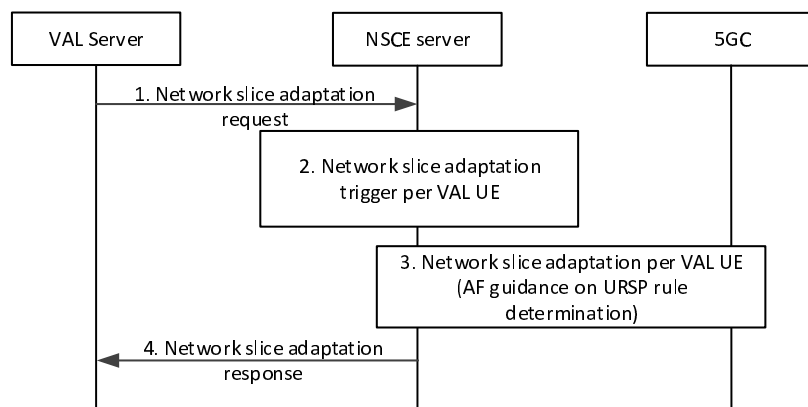 VAL Server
NSCE server
5GC
1. Network slice adaptation
request
2. Network slice adaptation
trigger per VAL UE
3. Network slice adaptation per VAL UE
(AF guidance on URSP rule
determination)
4. Network slice adaptation
response